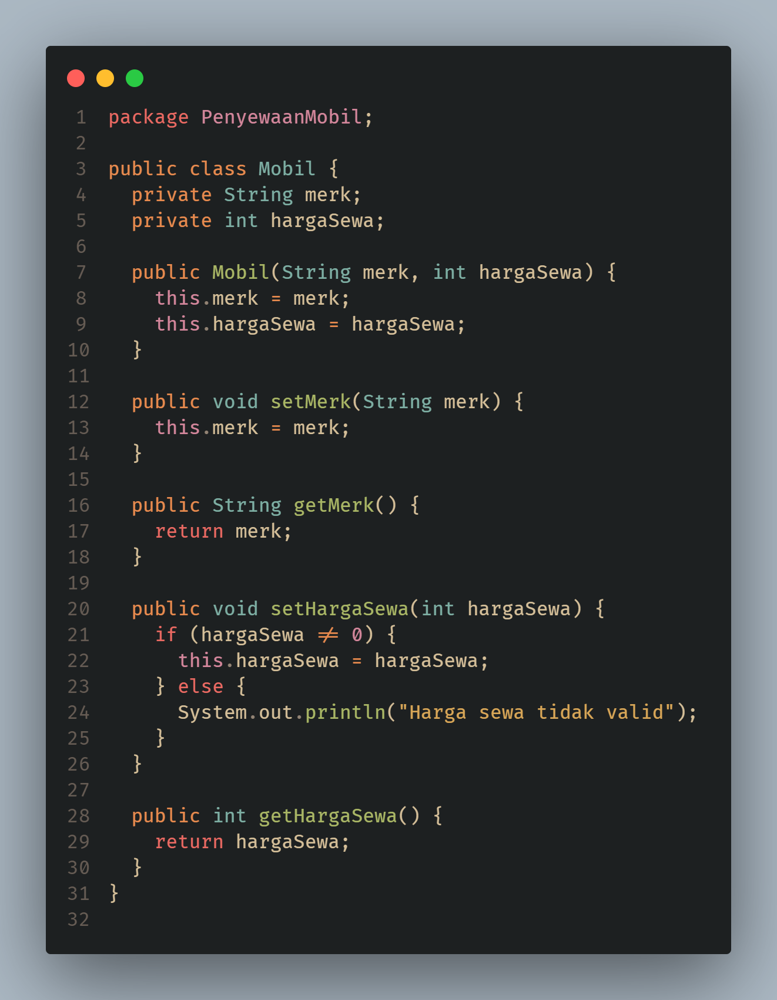 1 package PenyewaanMobil;
2
3 public class Mobil {
4   private String merk;
5   private int hargaSewa;
6
7   public Mobil(String merk, int hargaSewa) {
8     this.merk = merk;
9     this.hargaSewa = hargaSewa;
10   }
11
12   public void setMerk(String merk) {
13     this.merk = merk;
14   }
15
16   public String getMerk() {
17     return merk;
18   }
19
20   public void setHargaSewa(int hargaSewa) {
21     if (hargaSewa != 0) {
22       this.hargaSewa = hargaSewa;
23     } else {
24       System.out.println("Harga sewa tidak valid");
25     }
26   }
27
28   public int getHargaSewa() {
29     return hargaSewa;
30   }
31 }
32